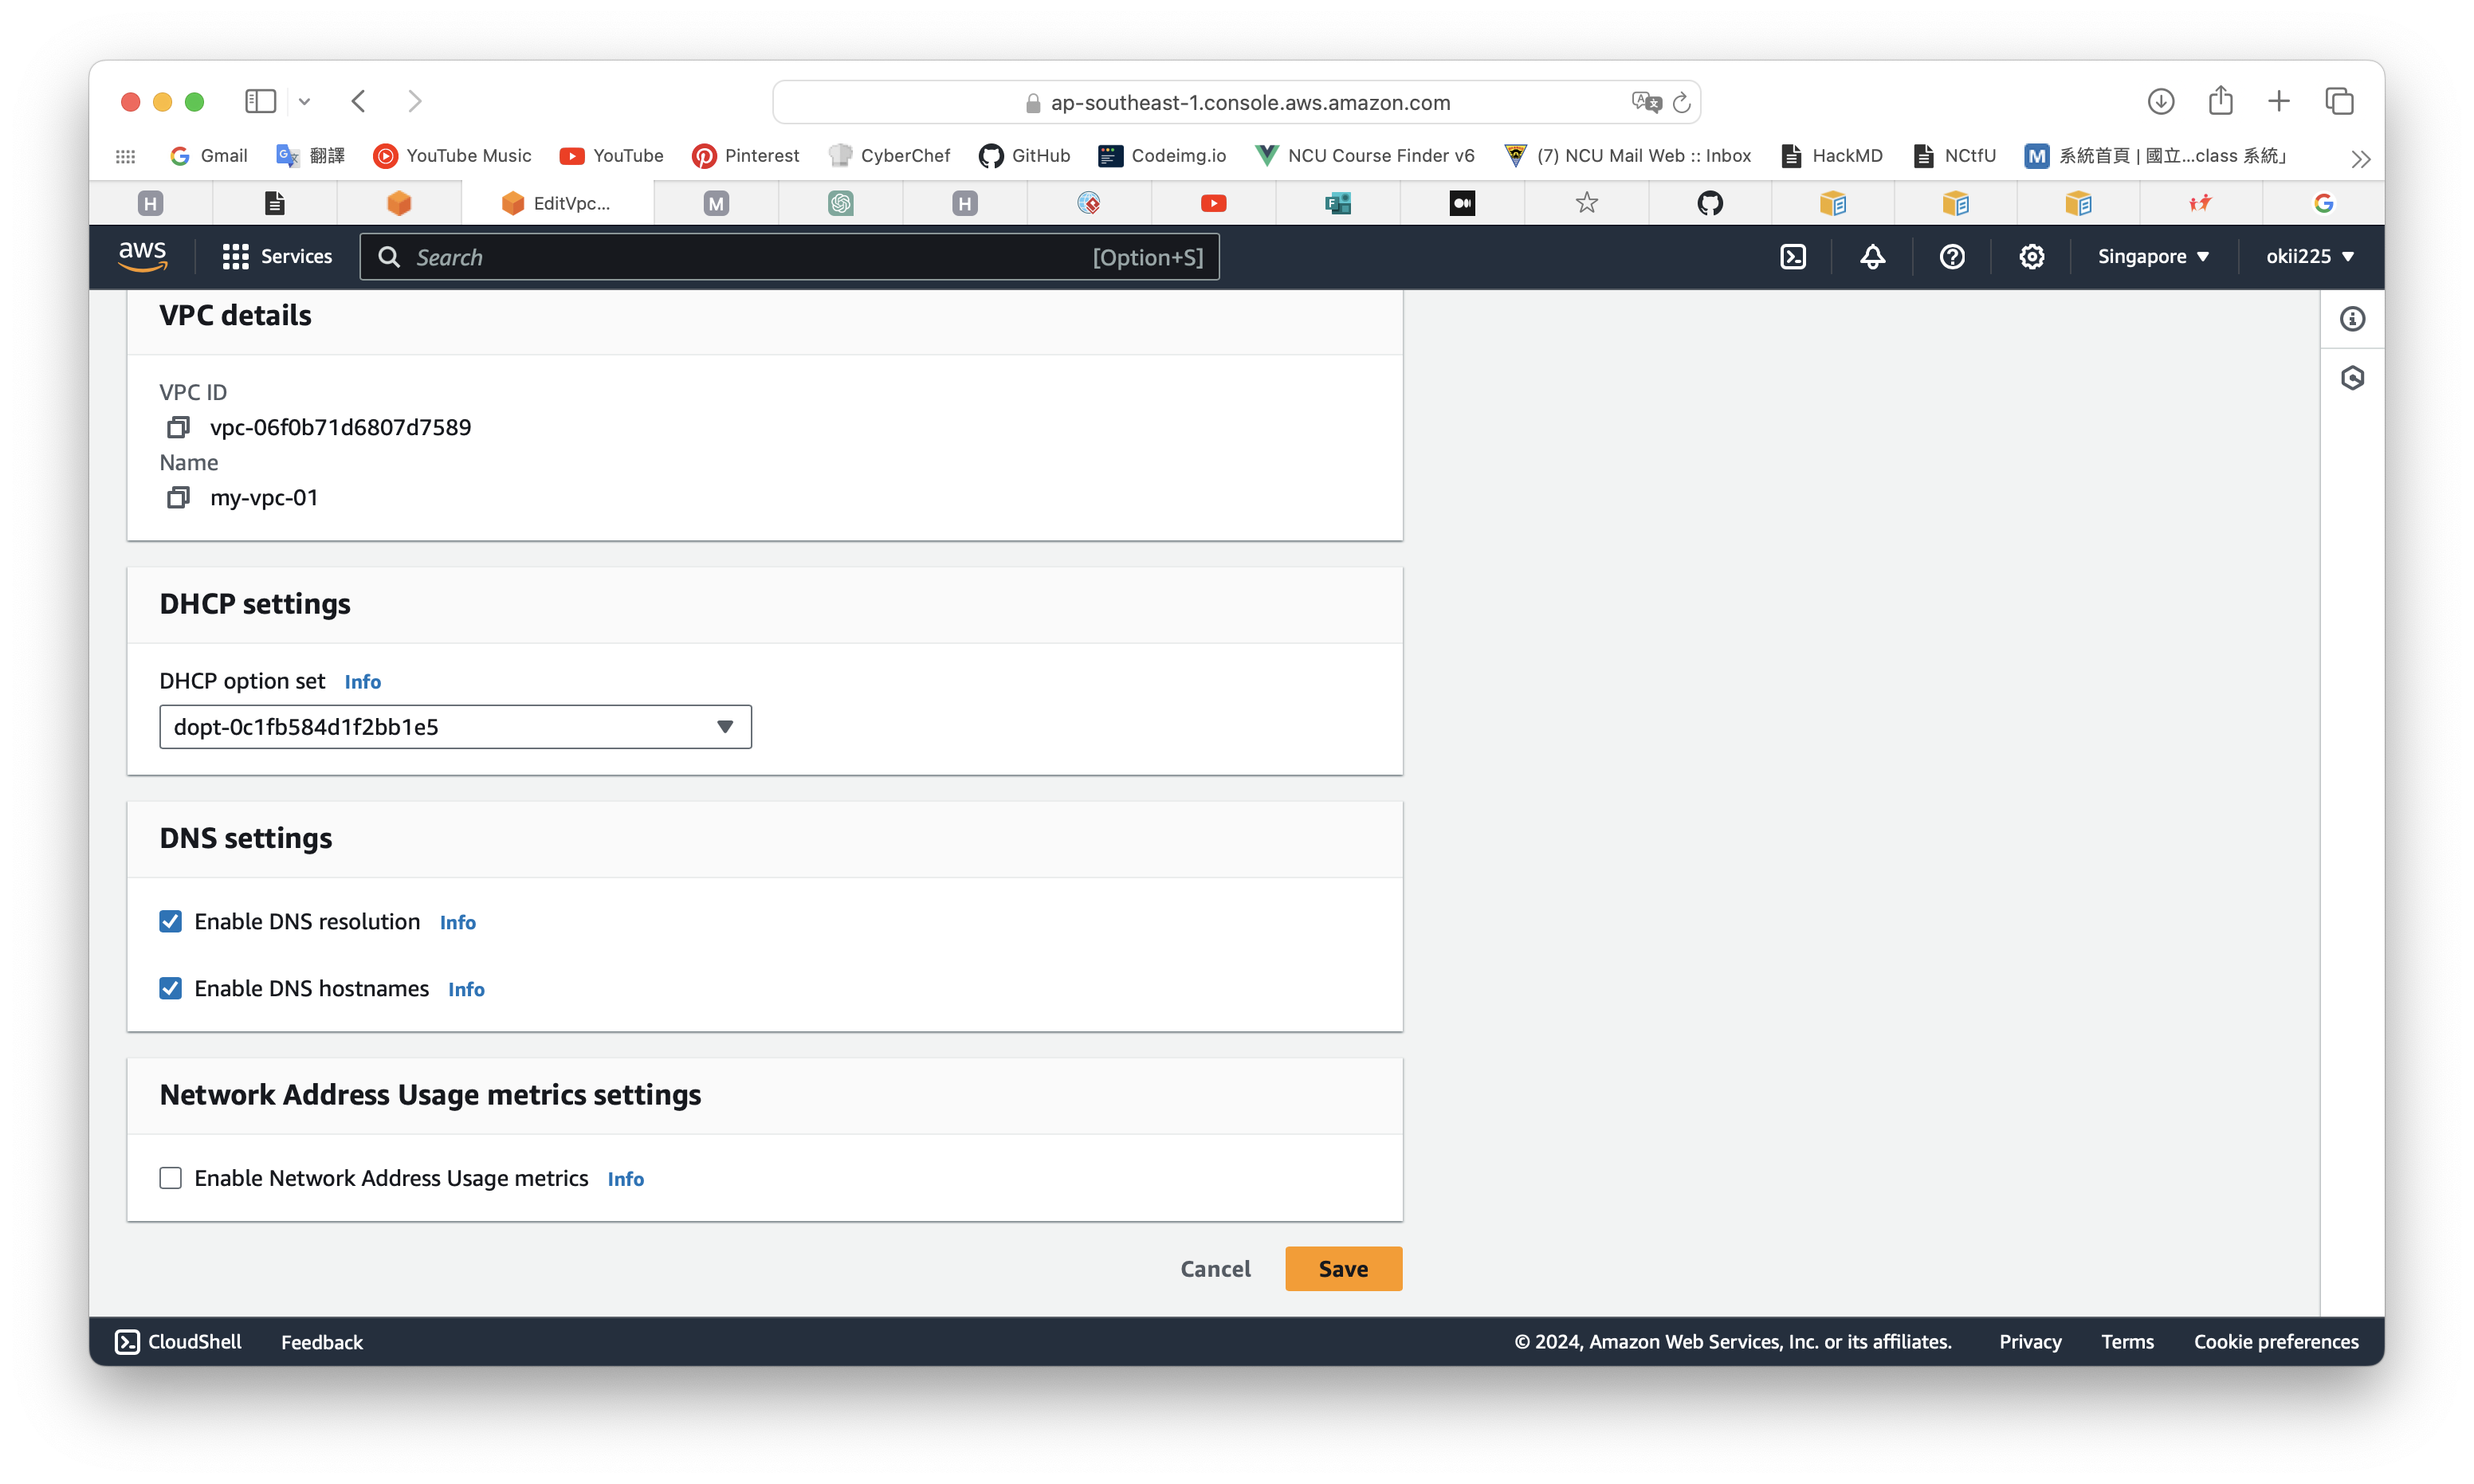 ap-southeast-1.console.aws.amazon.com
Gmail 翻譯 YouTube Music YouTube Pinterest CyberChef GitHub Codeimg.io NCU Course Finder v6 (7) NCU Mail Web :: Inbox HackMD NCtfU 系統首頁 | 國立...class 系統」
H EditVpc... M H
aws Services Search [Option+S] Singapore okii225
VPC details
VPC ID
vpc-06f0b71d6807d7589
Name
my-vpc-01
DHCP settings
DHCP option set Info
dopt-0c1fb584d1f2bb1e5
DNS settings
Enable DNS resolution Info
Enable DNS hostnames Info
Network Address Usage metrics settings
Enable Network Address Usage metrics Info
Cancel Save
CloudShell Feedback © 2024, Amazon Web Services, Inc. or its affiliates. Privacy Terms Cookie preferences